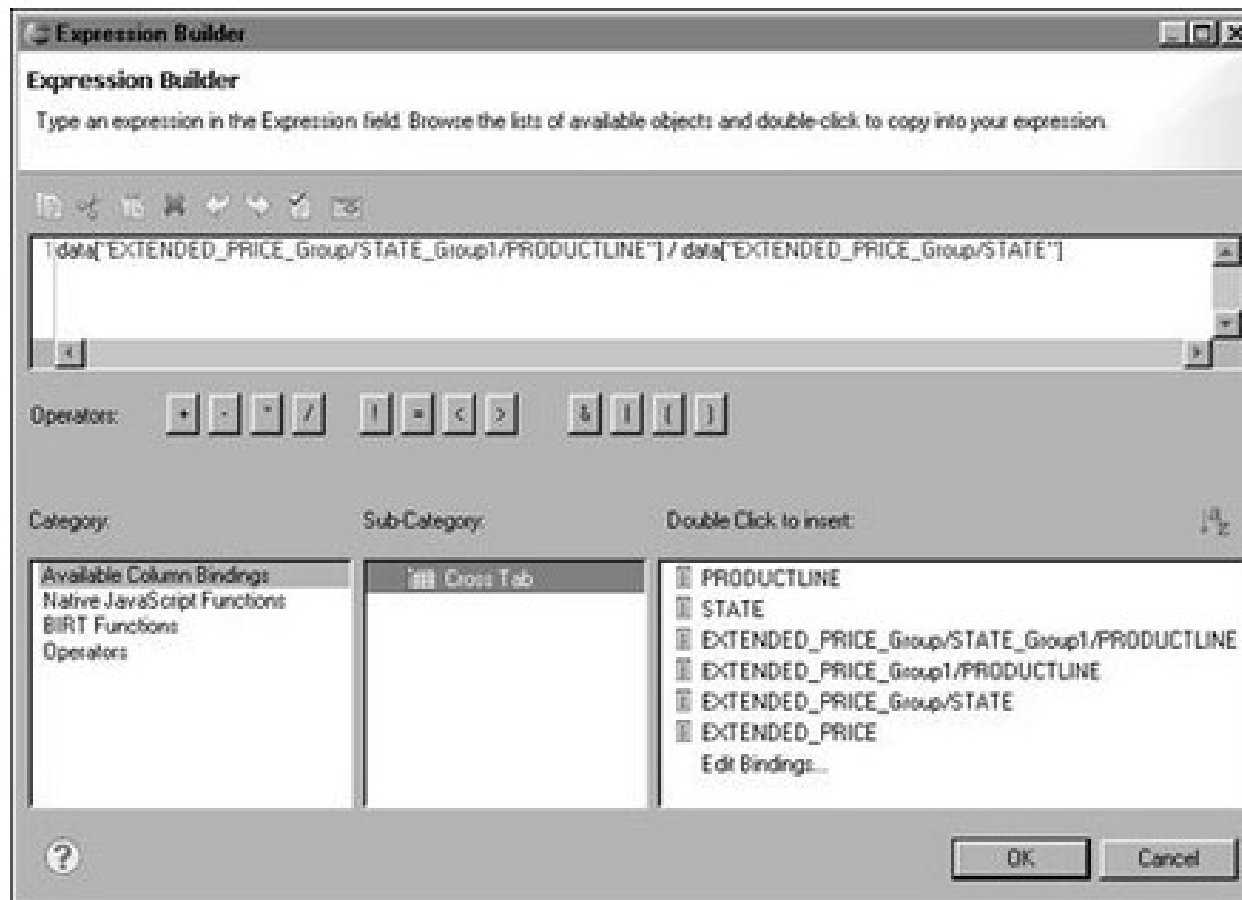 Expression Builder
Expression Builder
Type an expression in the Expression field. Browse the lists of available objects and double-click to copy into your expression.
1 data["EXTENDED_PRICE_Group/STATE_Group1/PRODUCTLINE"] / data["EXTENDED_PRICE_Group/STATE"]
Operators: + - * / ! = < > & | ( )
Category:
Available Column Bindings
Native JavaScript Functions
BIRT Functions
Operators
Sub-Category:
Cross Tab
Double Click to insert:
PRODUCTLINE
STATE
EXTENDED_PRICE_Group/STATE_Group1/PRODUCTLINE
EXTENDED_PRICE_Group1/PRODUCTLINE
EXTENDED_PRICE_Group/STATE
EXTENDED_PRICE
Edit Bindings...
?
OK
Cancel